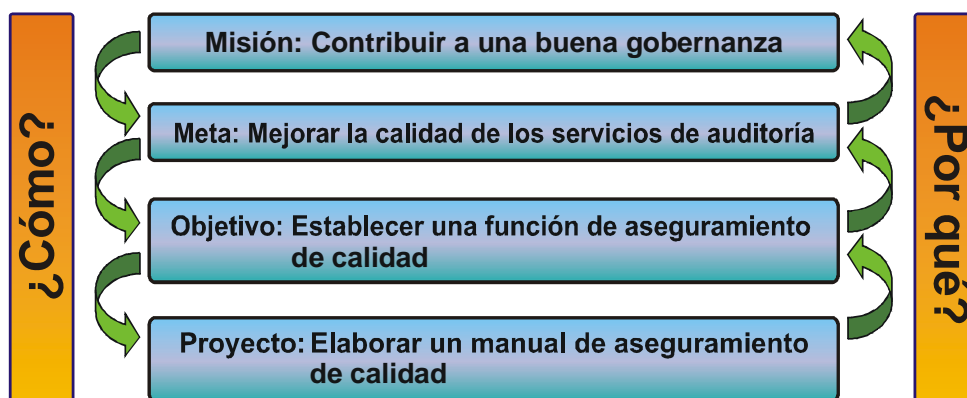 ¿Cómo?
Misión: Contribuir a una buena gobernanza
Meta: Mejorar la calidad de los servicios de auditoría
Objetivo: Establecer una función de aseguramiento
de calidad
Proyecto: Elaborar un manual de aseguramiento
de calidad
¿Por qué?